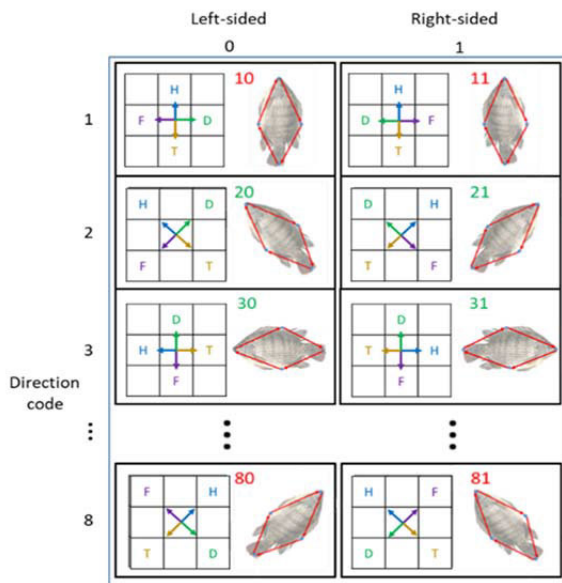 Left-sided Right-sided
0 1
1
H
F D
T
10
H
D F
T
11
2
H D
F T
20
D H
T F
21
3
D
H T
F
30
D
T H
F
31
Direction
code
...
...
...
8
F H
T D
80
H F
D T
81